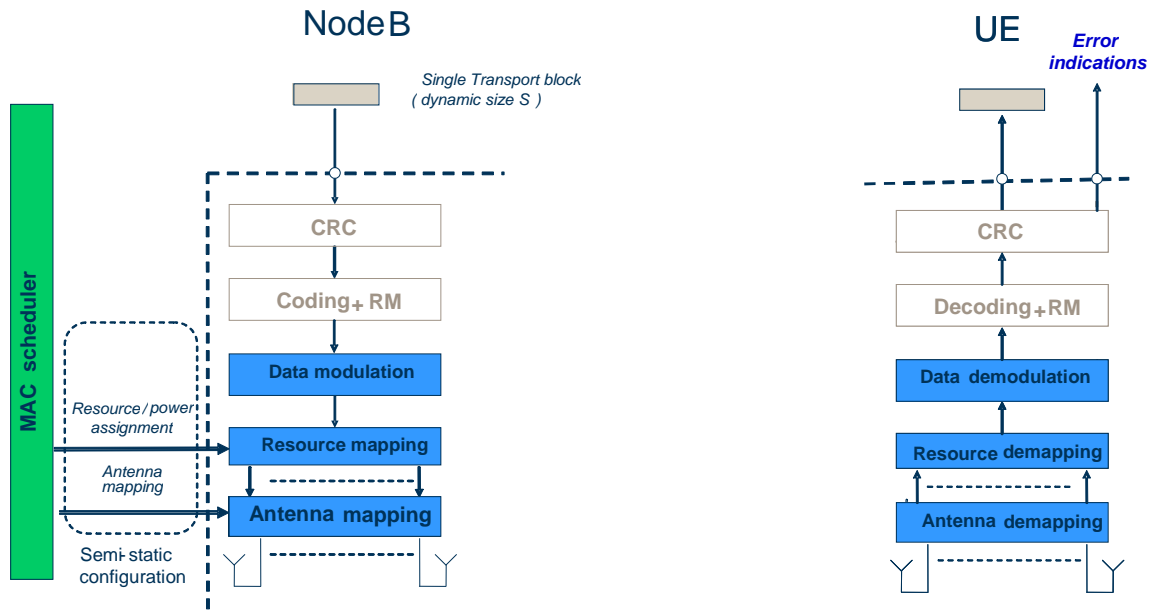 NodeB
UE
Error
indications
Single Transport block
( dynamic size S )
CRC
Coding+ RM
Data modulation
Resource mapping
Antenna mapping
MAC scheduler
Resource/power
assignment
Antenna
mapping
Semi-static
configuration
CRC
Decoding+RM
Data demodulation
Resource demapping
Antenna demapping